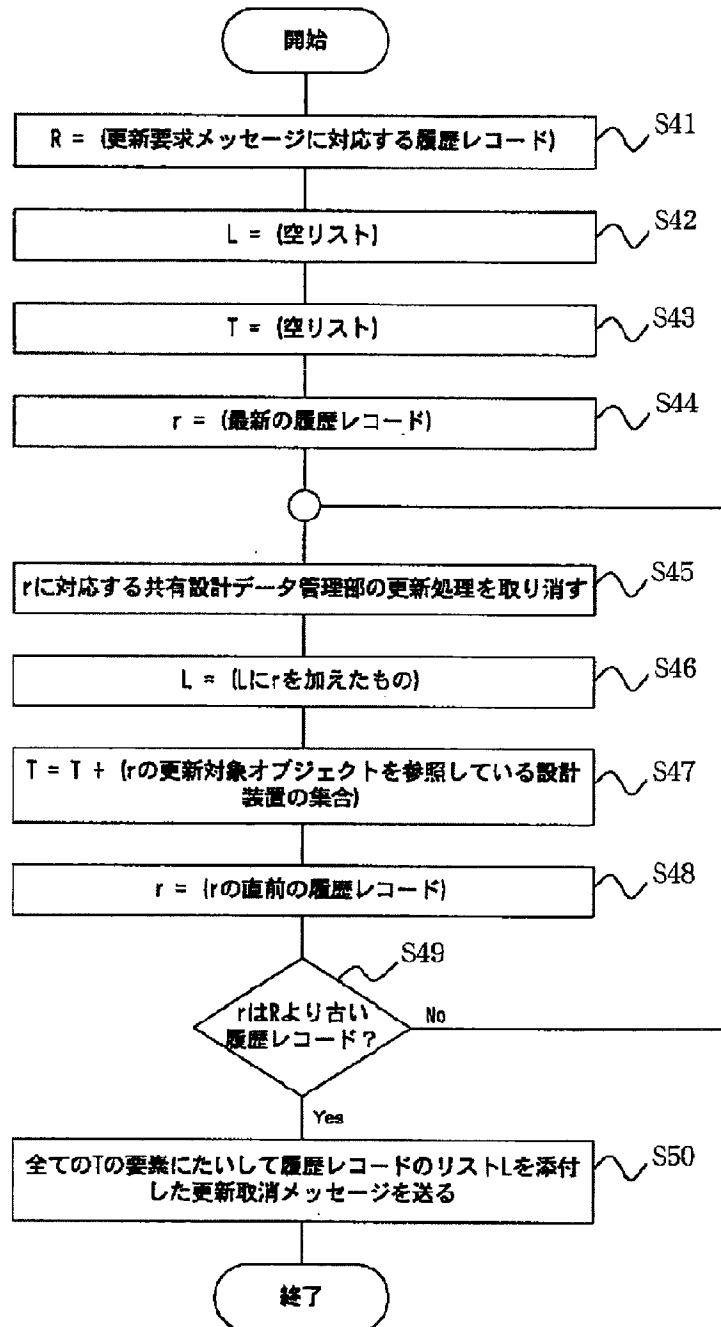 開始
R = (更新要求メッセージに対応する履歴レコード)
S41
L = (空リスト)
S42
T = (空リスト)
S43
r = (最新の履歴レコード)
S44
rに対応する共有設計データ管理部の更新処理を取り消す
S45
L = (Lにrを加えたもの)
S46
T = T + (rの更新対象オブジェクトを参照している設計
装置の集合)
S47
r = (rの直前の履歴レコード)
S48
S49
rはRより古い
履歴レコード?
No
Yes
全てのTの要素にたいして履歴レコードのリストLを添付
した更新取消メッセージを送る
S50
終了